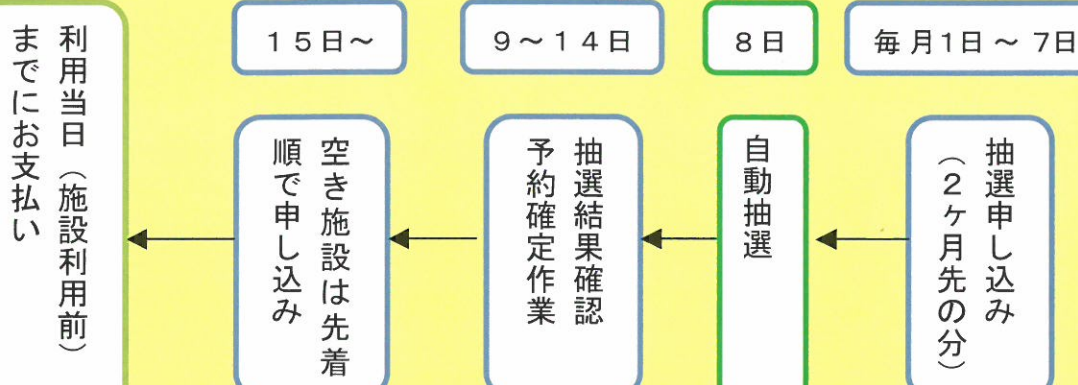 毎月1日～7日
抽選申し込み
（２ヶ月先の分）
8日
自動抽選
9～14日
抽選結果確認
予約確定作業
15日～
空き施設は先着
順で申し込み
利用当日（施設利用前）
までにお支払い